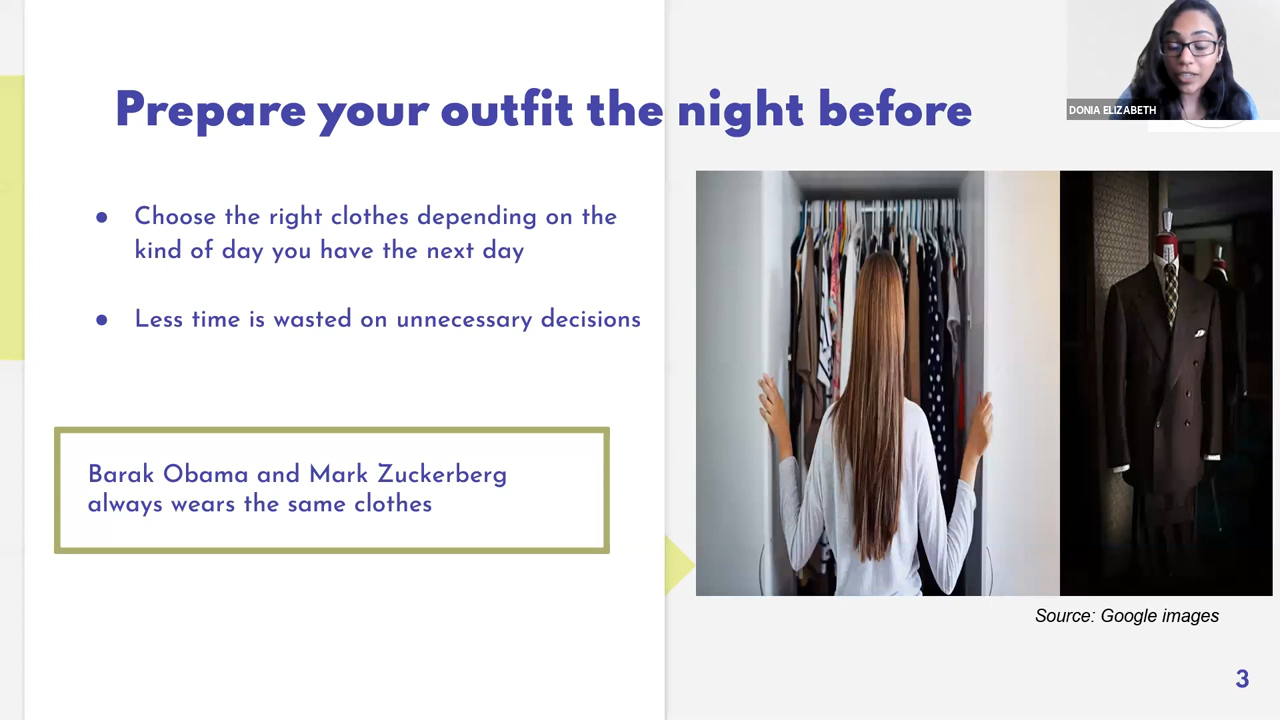 DONIA ELIZABETH
Prepare your outfit the night before
● Choose the right clothes depending on the
kind of day you have the next day
● Less time is wasted on unnecessary decisions
Barak Obama and Mark Zuckerberg
always wears the same clothes
Source: Google images
3